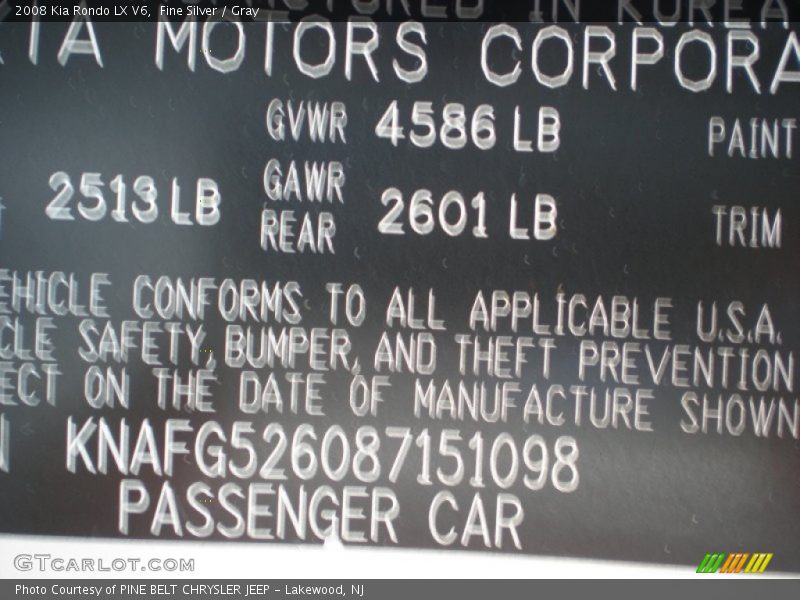 2008 Kia Rondo LX V6, Fine Silver / Gray
IN KOREA
MOTORS CORPORA
GVWR 4586 LB PAINT
2513 LB GAWR REAR 2601 LB TRIM
EHICLE CONFORMS TO ALL APPLICABLE U.S.A.
CLE SAFETY, BUMPER, AND THEFT PREVENTION
ECT ON THE DATE OF MANUFACTURE SHOWN
KNAFG526087151098
PASSENGER CAR
GTcarlot.com
Photo Courtesy of PINE BELT CHRYSLER JEEP - Lakewood, NJ